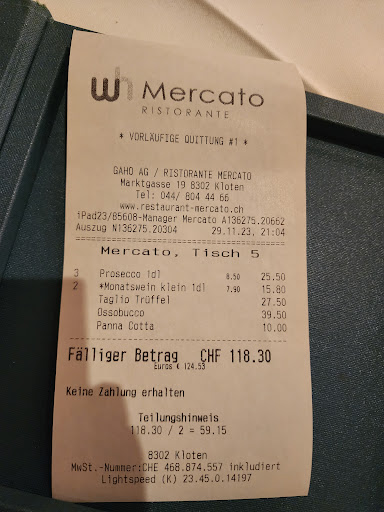 wh Mercato
RISTORANTE
* VORLÄUFIGE QUITTUNG #1 *
GAHO AG / RISTORANTE MERCATO
Marktgasse 19 8302 Kloten
Tel: 044/ 804 44 66
www.restaurant-mercato.ch
iPad23/85608-Manager Mercato A136275.20662
Auszug N136275.20304 29.11.23, 21:04
Mercato, Tisch 5
3 Prosecco 1dl 8.50 25.50
2 *Monatswein klein 1dl 7.90 15.80
Taglio Trüffel 27.50
Ossobucco 39.50
Panna Cotta 10.00
Fälliger Betrag CHF 118.30
Euros € 124.53
Keine Zahlung erhalten
Teilungshinweis
118.30 / 2 = 59.15
8302 Kloten
MwSt.-Nummer:CHE 468.874.557 inkludiert
Lightspeed (K) 23.45.0.14197